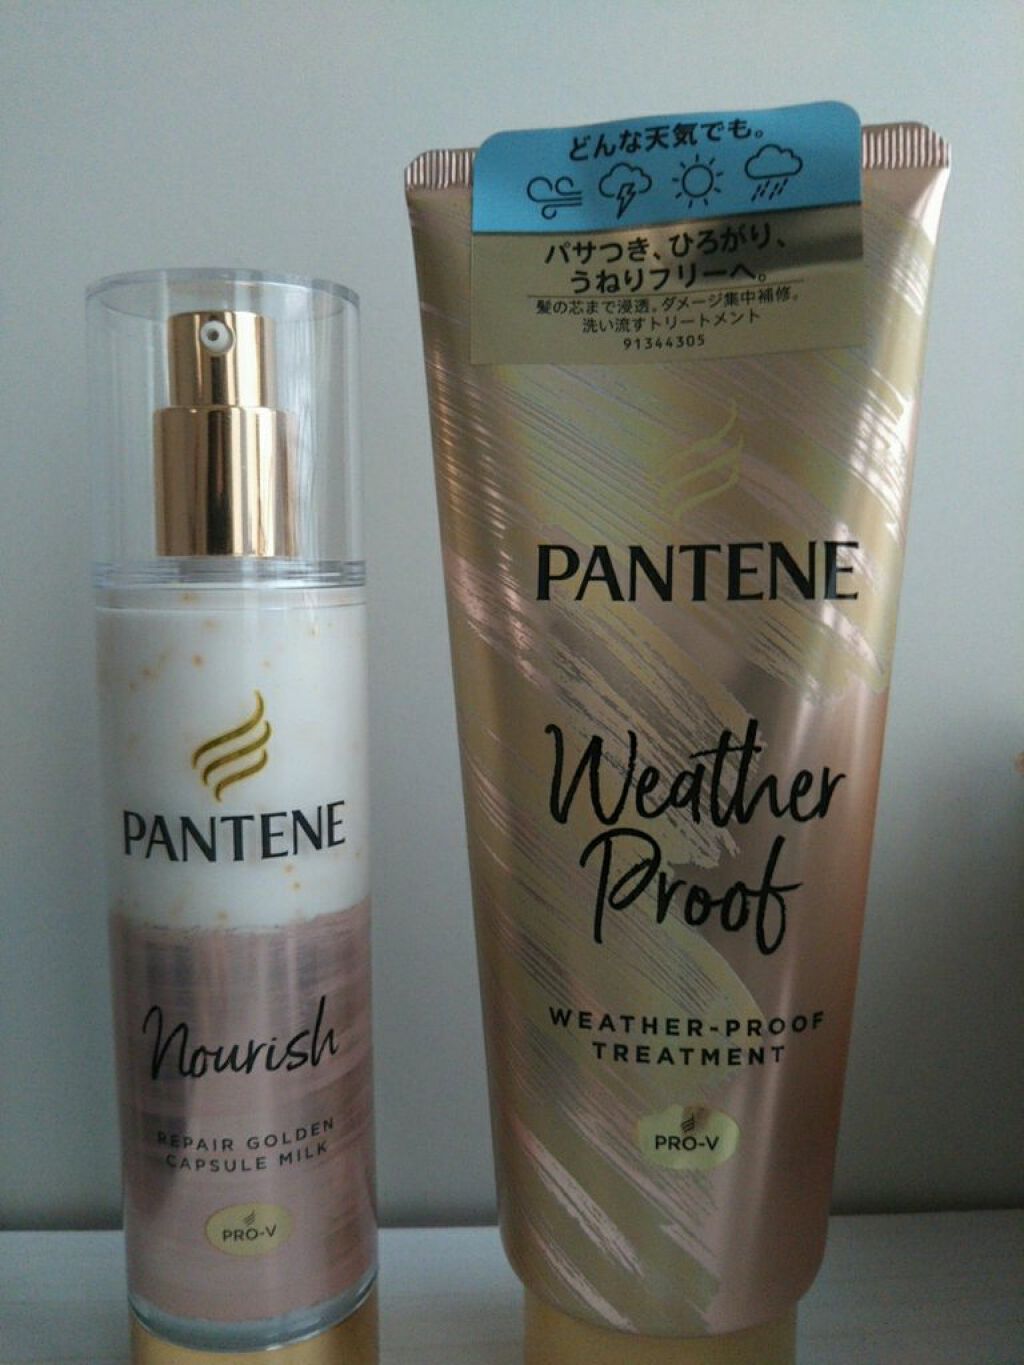 PANTENE
Nourish
REPAIR GOLDEN
CAPSULE MILK
PRO-V
どんな天気でも。
パサつき、ひろがり、
うねりフリーへ。
髪の芯まで浸透。ダメージ集中補修。
洗い流すトリートメント
91344305
PANTENE
Weather
Proof
WEATHER-PROOF
TREATMENT
PRO-V